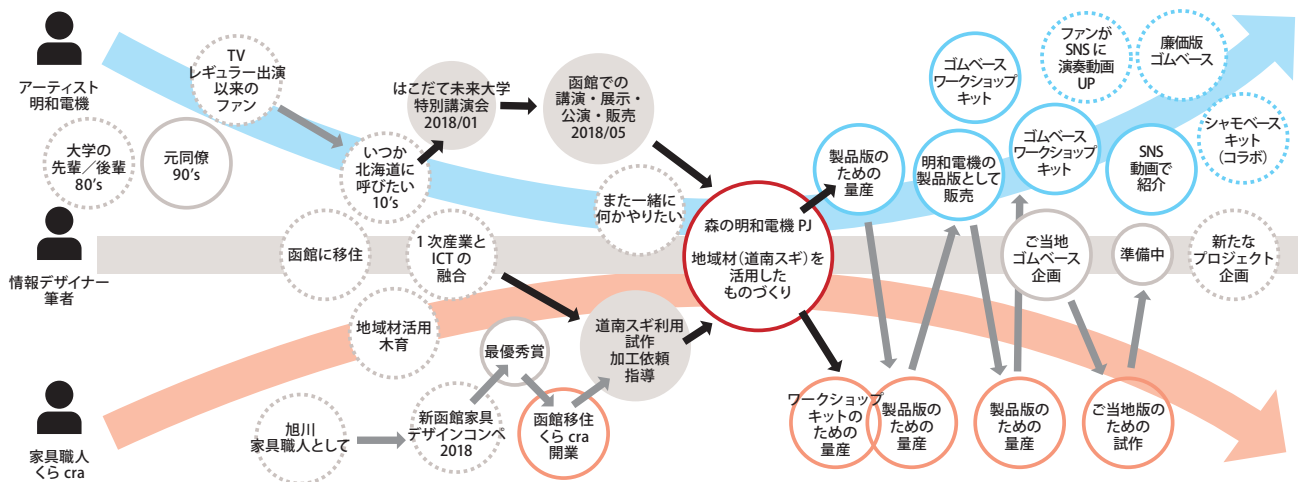 アーティスト
明和電機
大学の
先輩／後輩
80's
元同僚
90's
TV
レギュラー出演
以来の
ファン
いつか
北海道に
呼びたい
10's
はこだて未来大学
特別講演会
2018/01
函館での
講演・展示・
公演・販売
2018/05
また一緒に
何かやりたい
情報デザイナー
筆者
函館に移住
1次産業と
ICTの
融合
地域材活用
木育
家具職人
くらcra
旭川
家具職人として
新函館家具
デザインコンペ
2018
最優秀賞
函館移住
くらcra
開業
道南スギ利用
試作
加工依頼
指導
森の明和電機 PJ
地域材（道南スギ）を
活用した
ものづくり
製品版の
ための
量産
明和電機の
製品版として
販売
ゴムベース
ワークショップ
キット
ファンが
SNSに
演奏動画
UP
廉価版
ゴムベース
ゴムベース
ワークショップ
キット
SNS
動画で
紹介
シャモベース
キット
（コラボ）
ご当地
ゴムベース
企画
準備中
新たな
プロジェクト
企画
ワークショップ
キットの
ための
量産
製品版の
ための
量産
製品版の
ための
量産
ご当地版の
ための
試作